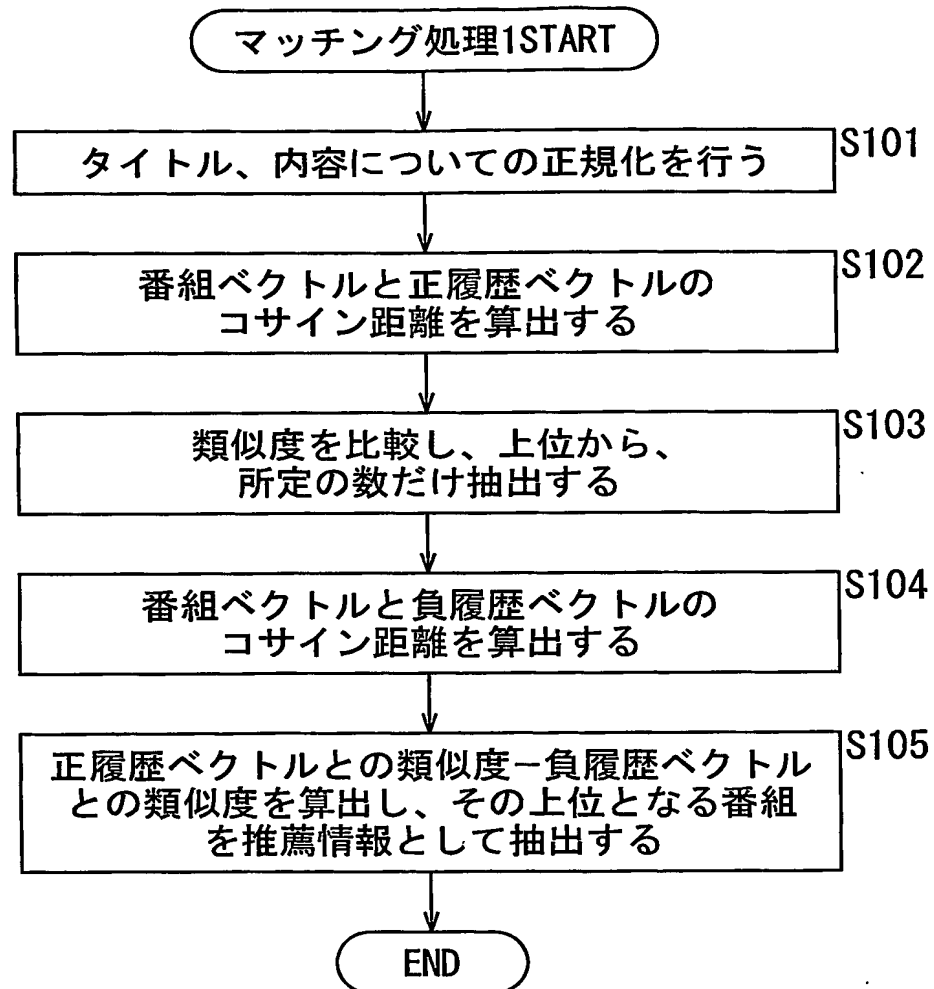 マッチング処理1START
タイトル、内容についての正規化を行う
S101
番組ベクトルと正履歴ベクトルの
コサイン距離を算出する
S102
類似度を比較し、上位から、
所定の数だけ抽出する
S103
番組ベクトルと負履歴ベクトルの
コサイン距離を算出する
S104
正履歴ベクトルとの類似度−負履歴ベクトル
との類似度を算出し、その上位となる番組
を推薦情報として抽出する
S105
END